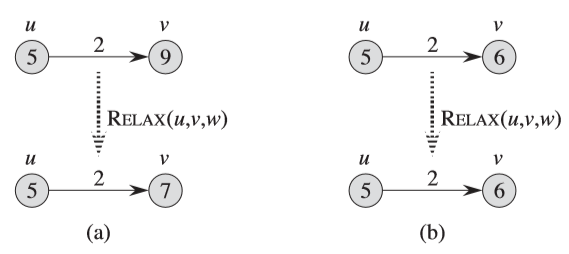 u v u v
2 2
5 9 5 6
RELAX(u,v,w) RELAX(u,v,w)
u v u v
2 2
5 7 5 6
(a) (b)